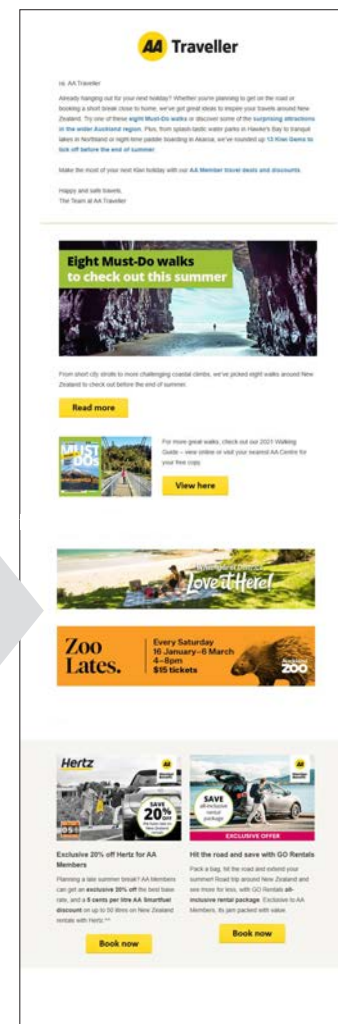 AA Traveller
ra AA Traveller
Already hanging out for your next holiday? Whether you're planning to get on the road or
booking a short break close to home, we've got great ideas to inspire your travels around New
Zealand. Try one of these eight Must-Do walks or discover some of the surprising attractions
in the wider Auckland region. Plus, from splash-tastic water parks in Hawke's Bay to tranquil
lakes in Northland or night-time paddle boarding in Akaroa, we've rounded up 13 Kiwi Gems to
tick off before the end of summer.
Make the most of your next Kiwi holiday with our AA Member travel deals and discounts.
Happy and safe travels,
The Team at AA Traveller
Eight Must-Do walks
to check out this summer
From short city strolls to more challenging coastal climbs, we've picked eight walks around New
Zealand to check out before the end of summer.
Read more
MUST
DOs
For more great walks, check out our 2021 Walking
Guide – view online or visit your nearest AA Centre for
your free copy.
View here
Whangarei District
Love it Here!
Zoo
Lates.
Every Saturday
16 January–6 March
4–8pm
$15 tickets
Auckland
ZOO
Hertz
SAVE
20%
OFF
SAVE
all-inclusive
rental
package
EXCLUSIVE OFFER
Exclusive 20% off Hertz for AA
Members
Planning a late summer break? AA Members
can get an exclusive 20% off the best base
rate, and a 6 cents per litre AA Smartfuel
discount on up to 50 litres on New Zealand
rentals with Hertz.**
Book now
Hit the road and save with GO Rentals
Pack a bag, hit the road and extend your
summer! Road trip around New Zealand and
see more for less, with GO Rentals all-
inclusive rental package. Exclusive to AA
Members, its jam packed with value.
Book now